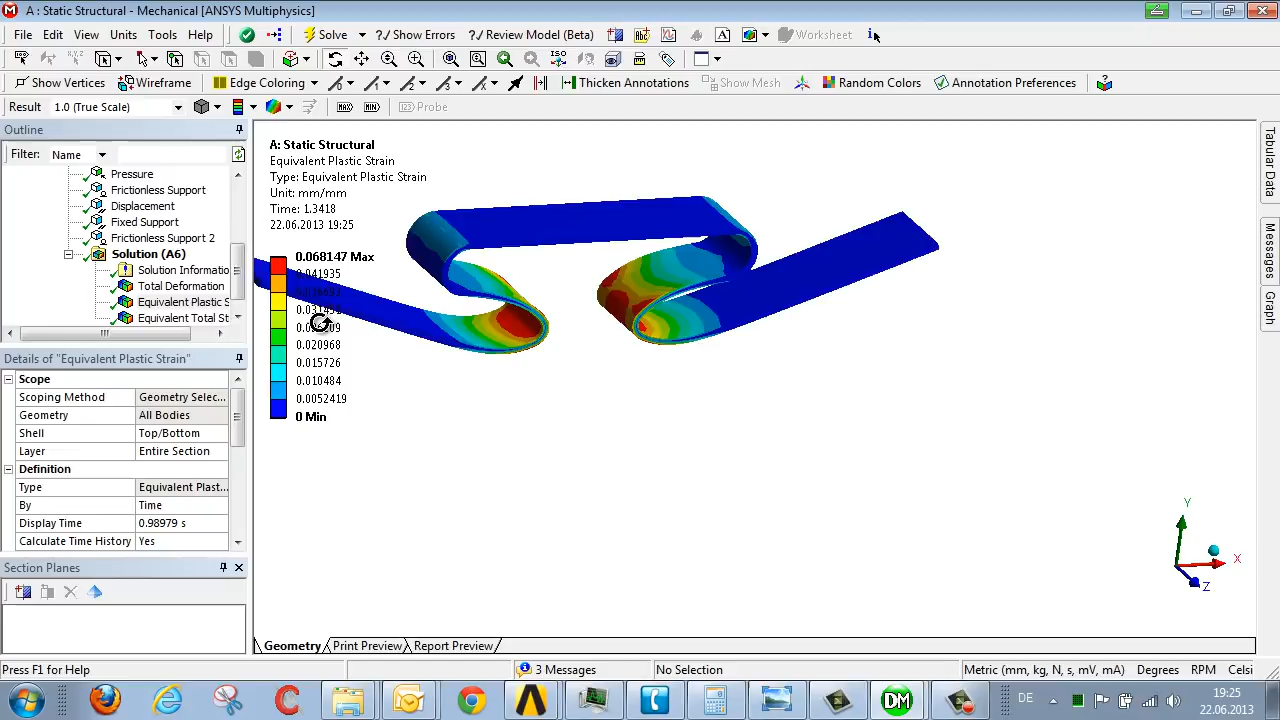 A : Static Structural - Mechanical [ANSYS Multiphysics]
File Edit View Units Tools Help Solve ?/ Show Errors ?/ Review Model (Beta) Worksheet
Show Vertices Wireframe Edge Coloring Thicken Annotations Show Mesh Random Colors Annotation Preferences
Result 1.0 (True Scale) MAX MIN Probe
Outline
Filter: Name
Pressure
Frictionless Support
Displacement
Fixed Support
Frictionless Support 2
Solution (A6)
Solution Informatio
Total Deformation
Equivalent Plastic S
Equivalent Total St
Details of "Equivalent Plastic Strain"
Scope
Scoping Method Geometry Selec...
Geometry All Bodies
Shell Top/Bottom
Layer Entire Section
Definition
Type Equivalent Plast...
By Time
Display Time 0.98979 s
Calculate Time History Yes
Section Planes
A: Static Structural
Equivalent Plastic Strain
Type: Equivalent Plastic Strain
Unit: mm/mm
Time: 1.3418
22.06.2013 19:25
0.068147 Max
0.041935
0.020968
0.015726
0.010484
0.0052419
0 Min
Y
X
Z
Tabular Data
Messages
Graph
Geometry Print Preview Report Preview
Press F1 for Help 3 Messages No Selection Metric (mm, kg, N, s, mV, mA) Degrees RPM Celsi
DM DE 19:25
22.06.2013